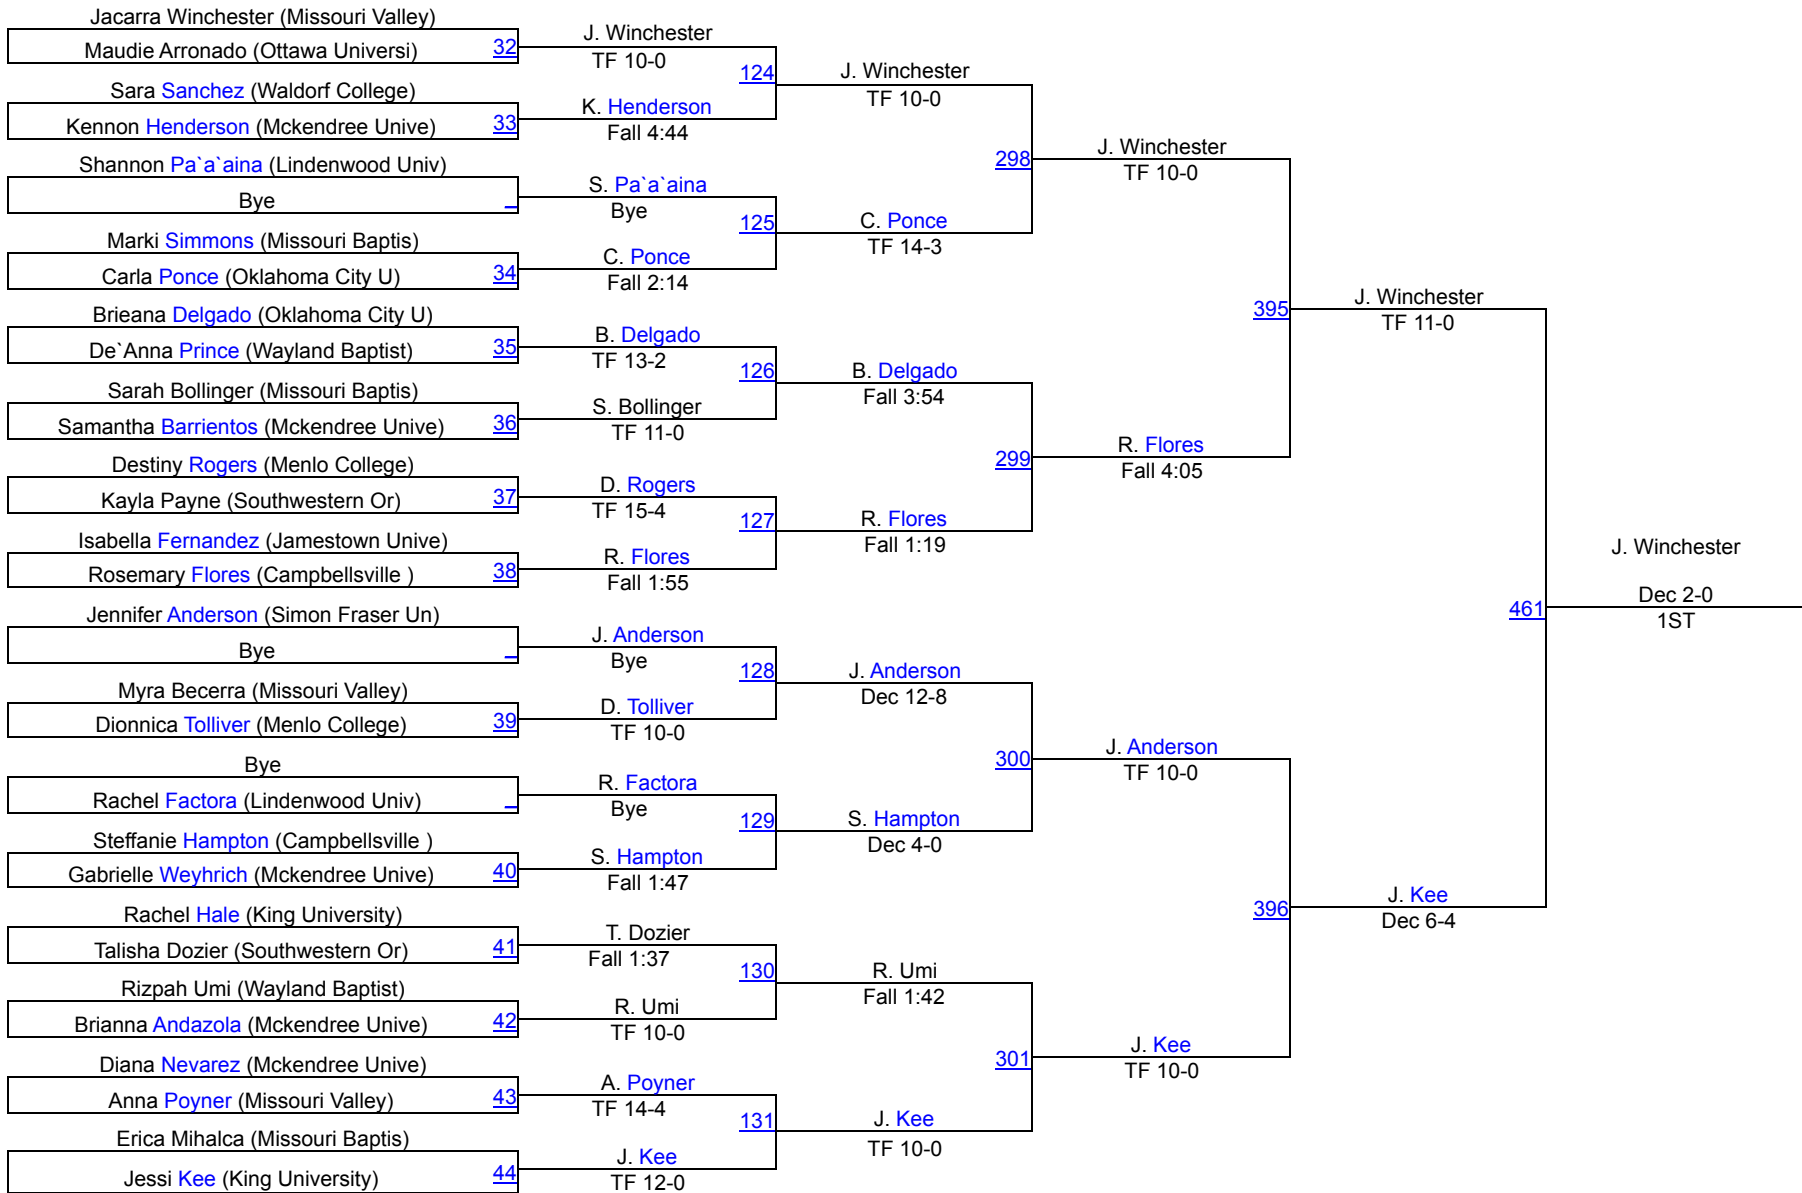 Jacarra Winchester (Missouri Valley)
Maudie Arronado (Ottawa Universi) 32
Sara Sanchez (Waldorf College)
Kennon Henderson (Mckendree Unive) 33
Shannon Pa`a`aina (Lindenwood Univ)
Bye _
Marki Simmons (Missouri Baptis)
Carla Ponce (Oklahoma City U) 34
Brieana Delgado (Oklahoma City U)
De`Anna Prince (Wayland Baptist) 35
Sarah Bollinger (Missouri Baptis)
Samantha Barrientos (Mckendree Unive) 36
Destiny Rogers (Menlo College)
Kayla Payne (Southwestern Or) 37
Isabella Fernandez (Jamestown Unive)
Rosemary Flores (Campbellsville ) 38
Jennifer Anderson (Simon Fraser Un)
Bye _
Myra Becerra (Missouri Valley)
Dionnica Tolliver (Menlo College) 39
Bye
Rachel Factora (Lindenwood Univ) _
Steffanie Hampton (Campbellsville )
Gabrielle Weyhrich (Mckendree Unive) 40
Rachel Hale (King University)
Talisha Dozier (Southwestern Or) 41
Rizpah Umi (Wayland Baptist)
Brianna Andazola (Mckendree Unive) 42
Diana Nevarez (Mckendree Unive)
Anna Poyner (Missouri Valley) 43
Erica Mihalca (Missouri Baptis)
Jessi Kee (King University) 44
J. Winchester
TF 10-0
124
K. Henderson
Fall 4:44
S. Pa`a`aina
Bye
125
C. Ponce
Fall 2:14
B. Delgado
TF 13-2
126
S. Bollinger
TF 11-0
D. Rogers
TF 15-4
127
R. Flores
Fall 1:55
J. Anderson
Bye
128
D. Tolliver
TF 10-0
R. Factora
Bye
129
S. Hampton
Fall 1:47
T. Dozier
Fall 1:37
130
R. Umi
TF 10-0
A. Poyner
TF 14-4
131
J. Kee
TF 12-0
J. Winchester
TF 10-0
298
C. Ponce
TF 14-3
B. Delgado
Fall 3:54
299
R. Flores
Fall 1:19
J. Anderson
Dec 12-8
300
S. Hampton
Dec 4-0
R. Umi
Fall 1:42
301
J. Kee
TF 10-0
J. Winchester
TF 10-0
395
R. Flores
Fall 4:05
J. Anderson
TF 10-0
396
J. Kee
TF 10-0
J. Winchester
TF 11-0
461
J. Kee
Dec 6-4
J. Winchester
Dec 2-0
1ST